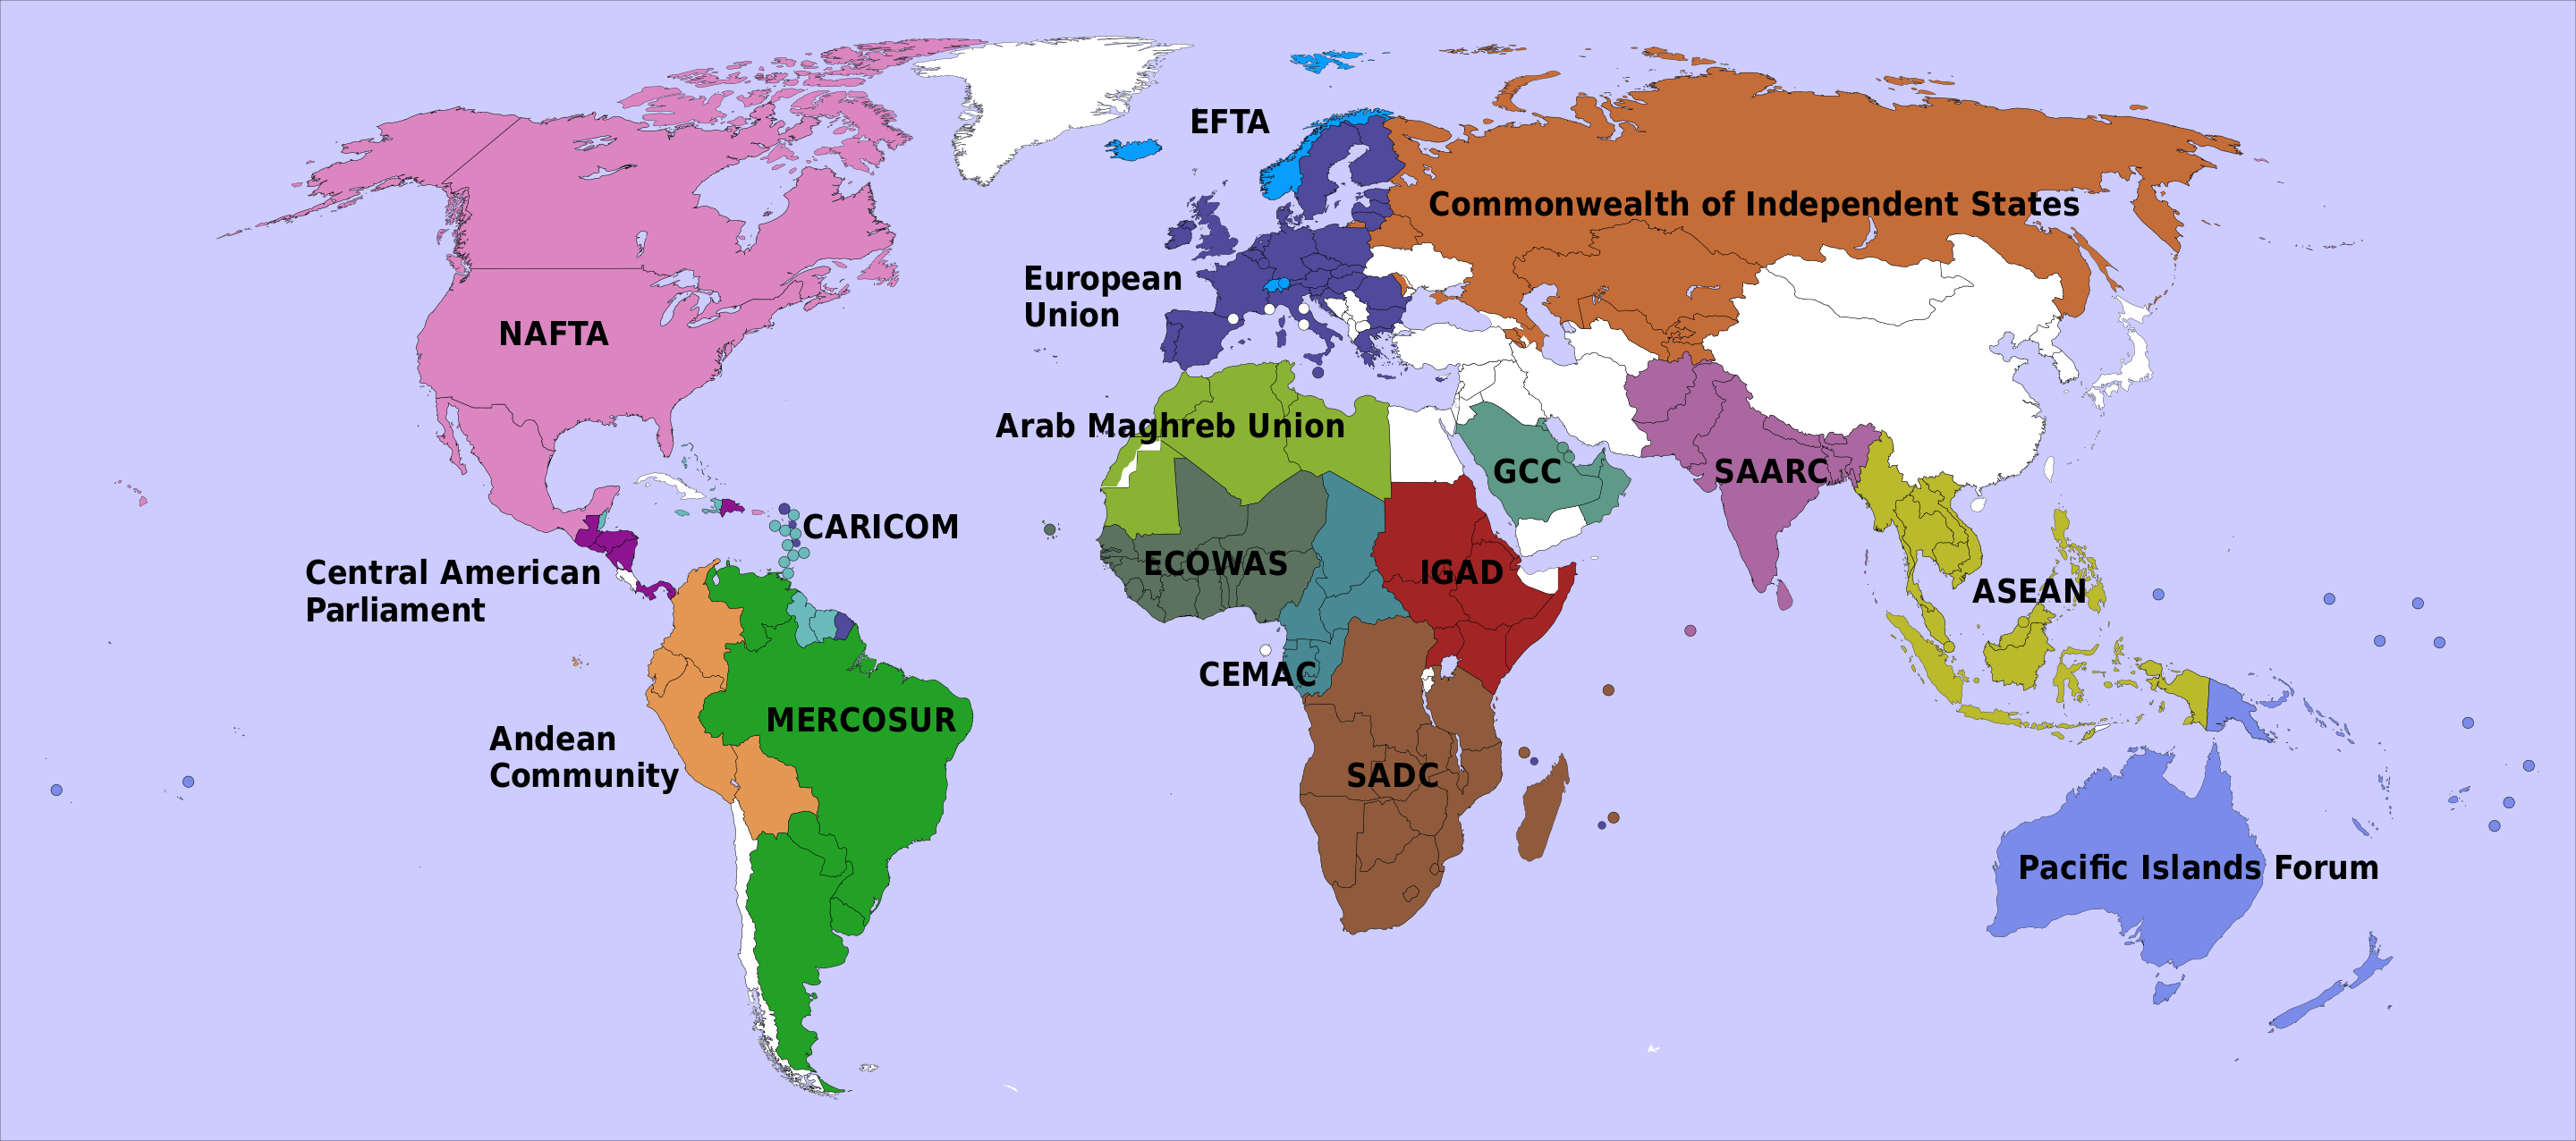 EFTA
Commonwealth of Independent States
European
Union
NAFTA
Arab Maghreb Union
GCC
SAARC
CARICOM
ECOWAS
IGAD
Central American
Parliament
ASEAN
CEMAC
MERCOSUR
Andean
Community
SADC
Pacific Islands Forum